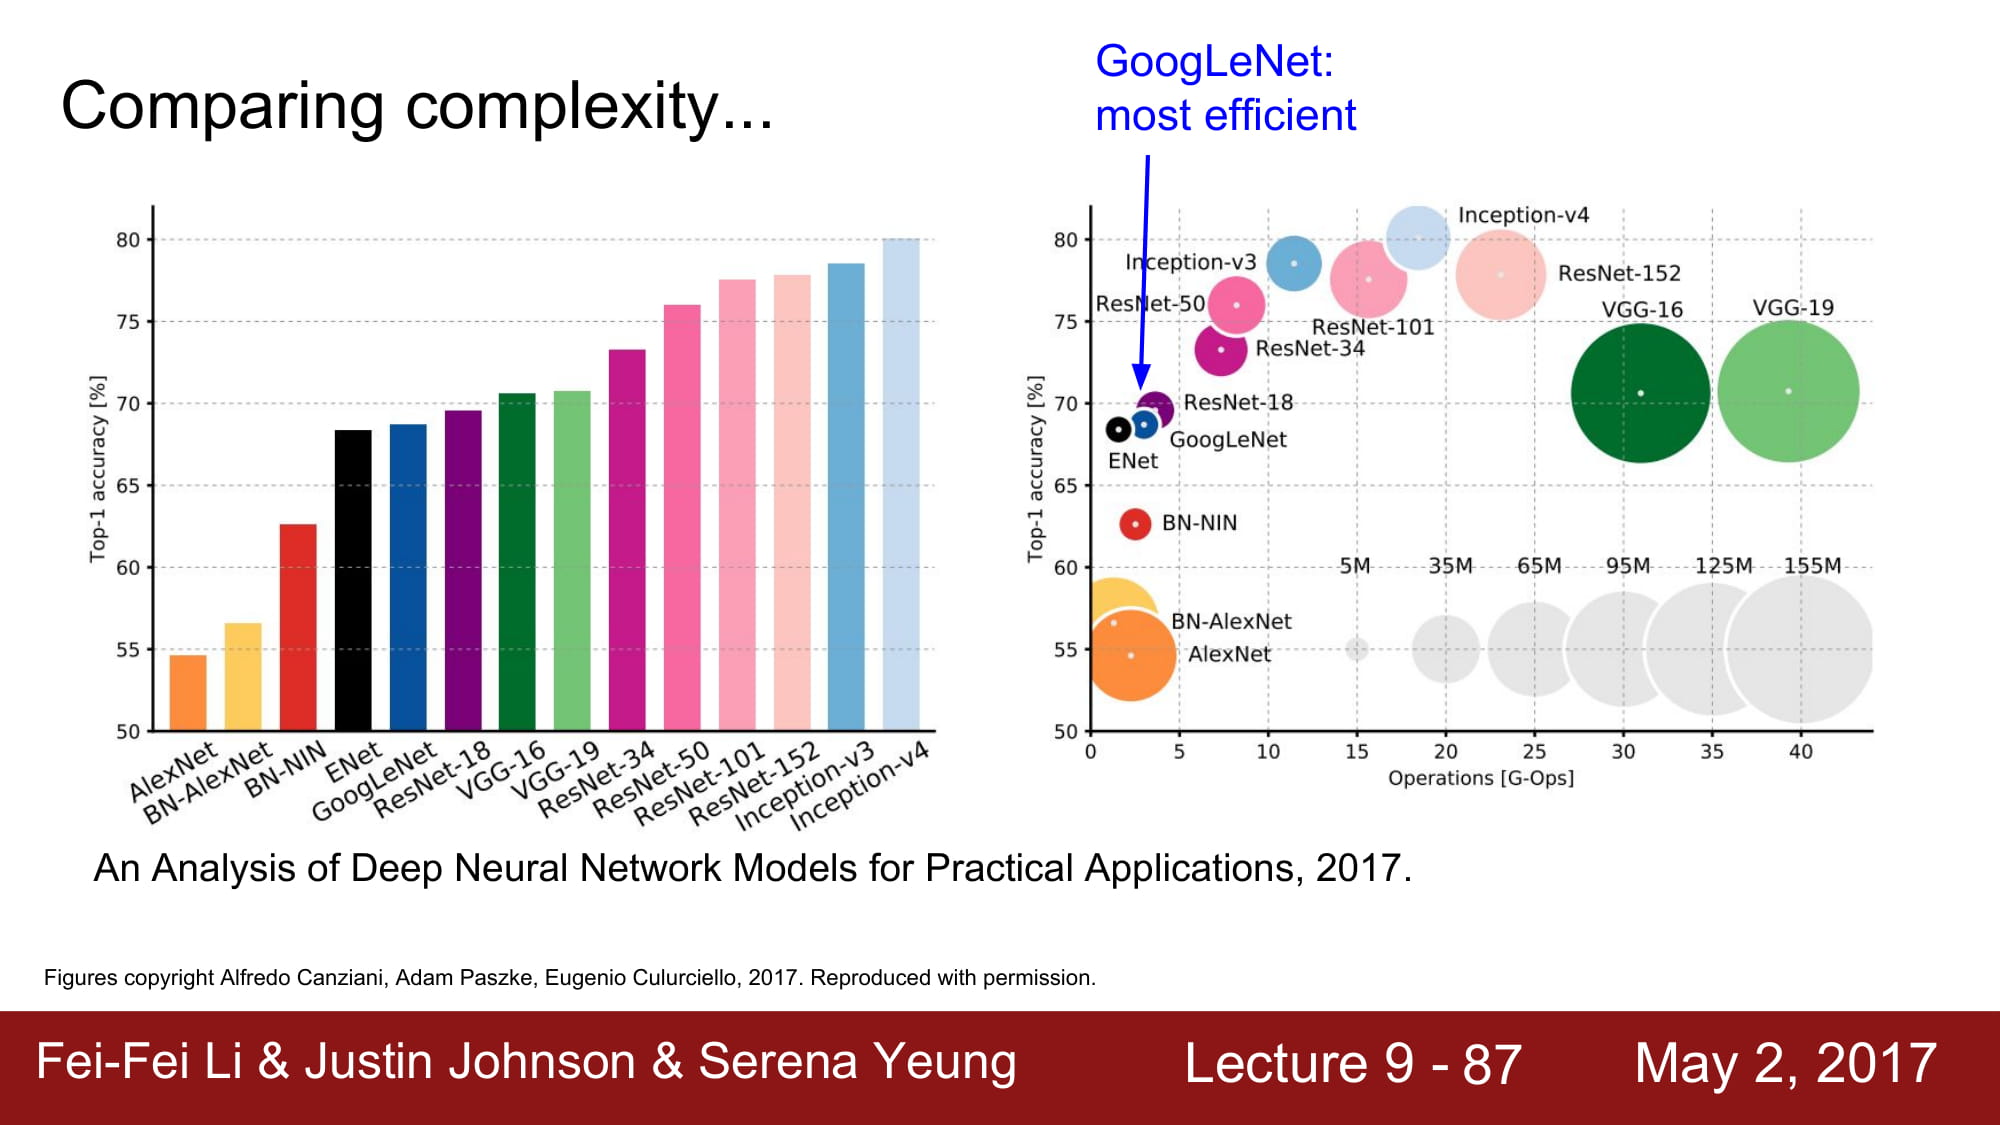 Comparing complexity...
GoogLeNet:
most efficient
80
75
70
65
60
55
50
Top-1 accuracy [%]
AlexNet
BN-AlexNet
BN-NIN
ENet
GoogLeNet
ResNet-18
VGG-16
VGG-19
ResNet-34
ResNet-50
ResNet-101
ResNet-152
Inception-v3
Inception-v4
80
75
70
65
60
55
50
Top-1 accuracy [%]
Inception-v4
Inception-v3
ResNet-152
ResNet-50
VGG-16
VGG-19
ResNet-101
ResNet-34
ResNet-18
GoogLeNet
ENet
BN-NIN
5M
35M
65M
95M
125M
155M
BN-AlexNet
AlexNet
0
5
10
15
20
25
30
35
40
Operations [G-Ops]
An Analysis of Deep Neural Network Models for Practical Applications, 2017.
Figures copyright Alfredo Canziani, Adam Paszke, Eugenio Culurciello, 2017. Reproduced with permission.
Fei-Fei Li & Justin Johnson & Serena Yeung
Lecture 9 - 87
May 2, 2017